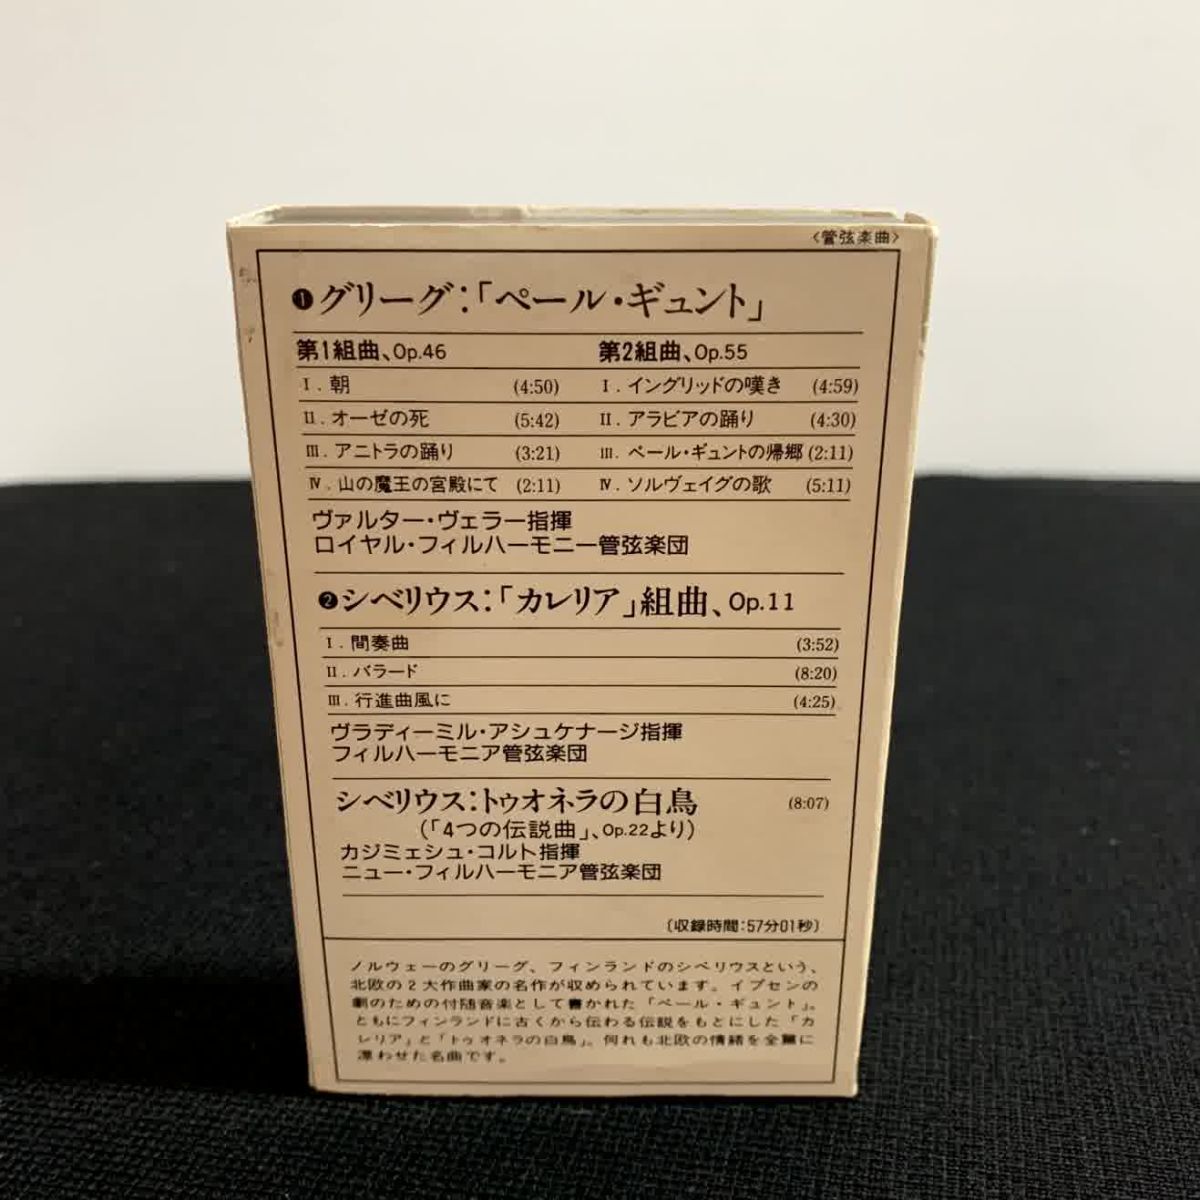 〈管弦楽曲〉
❶グリーグ:「ペール・ギュント」
第1組曲、Op.46
I. 朝 (4:50)
II. オーゼの死 (5:42)
III. アニトラの踊り (3:21)
IV. 山の魔王の宮殿にて (2:11)
第2組曲、Op.55
I. イングリッドの嘆き (4:59)
II. アラビアの踊り (4:30)
III. ペール・ギュントの帰郷 (2:11)
IV. ソルヴェイグの歌 (5:11)
ヴァルター・ヴェラー指揮
ロイヤル・フィルハーモニー管弦楽団
❷シベリウス:「カレリア」組曲、Op.11
I. 間奏曲 (3:52)
II. バラード (8:20)
III. 行進曲風に (4:25)
ヴラディーミル・アシュケナージ指揮
フィルハーモニア管弦楽団
シベリウス:トゥオネラの白鳥 (8:07)
(「4つの伝説曲」、Op.22より)
カジミェシュ・コルト指揮
ニュー・フィルハーモニア管弦楽団
〔収録時間:57分01秒〕
ノルウェーのグリーグ、フィンランドのシベリウスという、
北欧の2大作曲家の名作が収められています。イプセンの
劇のための付随音楽として書かれた「ペール・ギュント」。
ともにフィンランドに古くから伝わる伝説をもとにした「カ
レリア」と「トゥオネラの白鳥」。何れも北欧の情緒を全篇に
漂わせた名曲です。